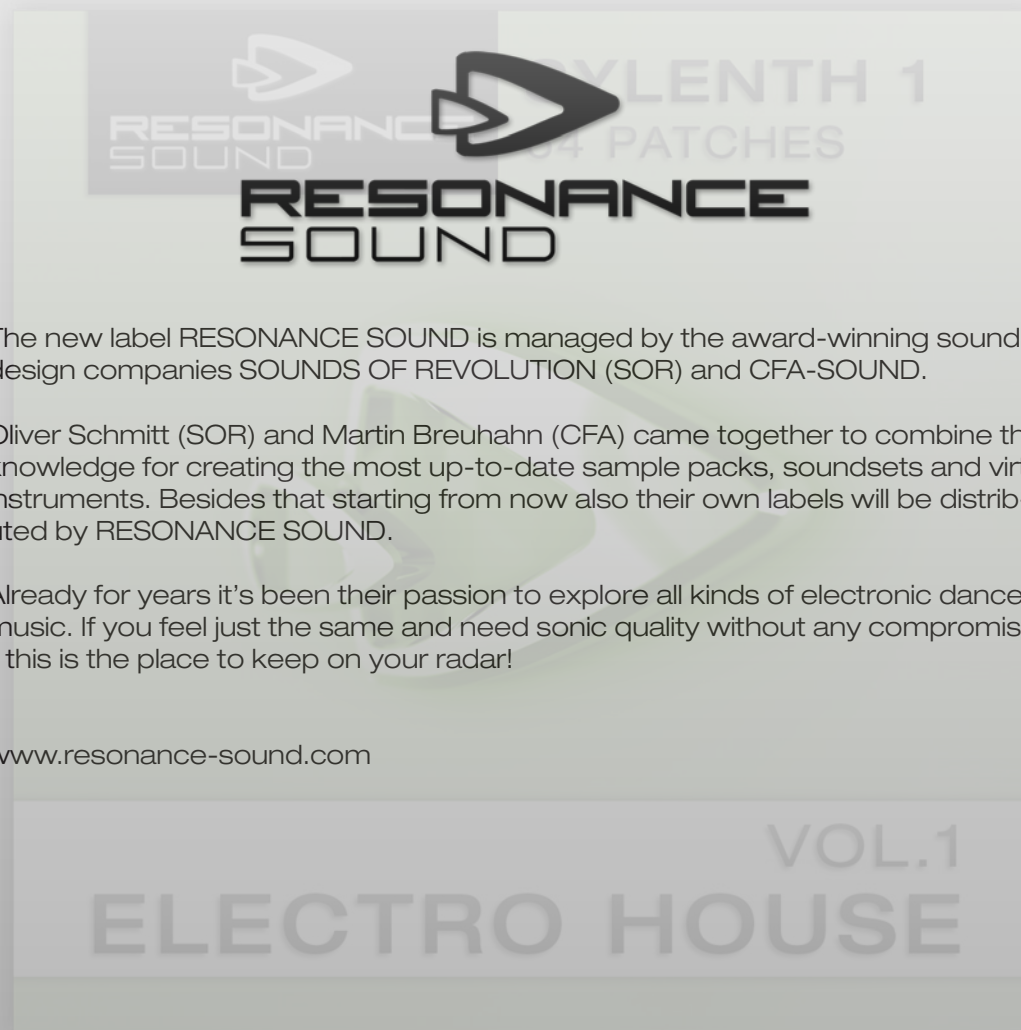 SYLENTH 1
64 PATCHES
RESONANCE
SOUND
RESONANCE
SOUND
The new label RESONANCE SOUND is managed by the award-winning sound
design companies SOUNDS OF REVOLUTION (SOR) and CFA-SOUND.
Oliver Schmitt (SOR) and Martin Breuhahn (CFA) came together to combine th
knowledge for creating the most up-to-date sample packs, soundsets and vir
instruments. Besides that starting from now also their own labels will be distrib-
uted by RESONANCE SOUND.
Already for years it’s been their passion to explore all kinds of electronic dance
music. If you feel just the same and need sonic quality without any compromis
this is the place to keep on your radar!
www.resonance-sound.com
VOL.1
ELECTRO HOUSE